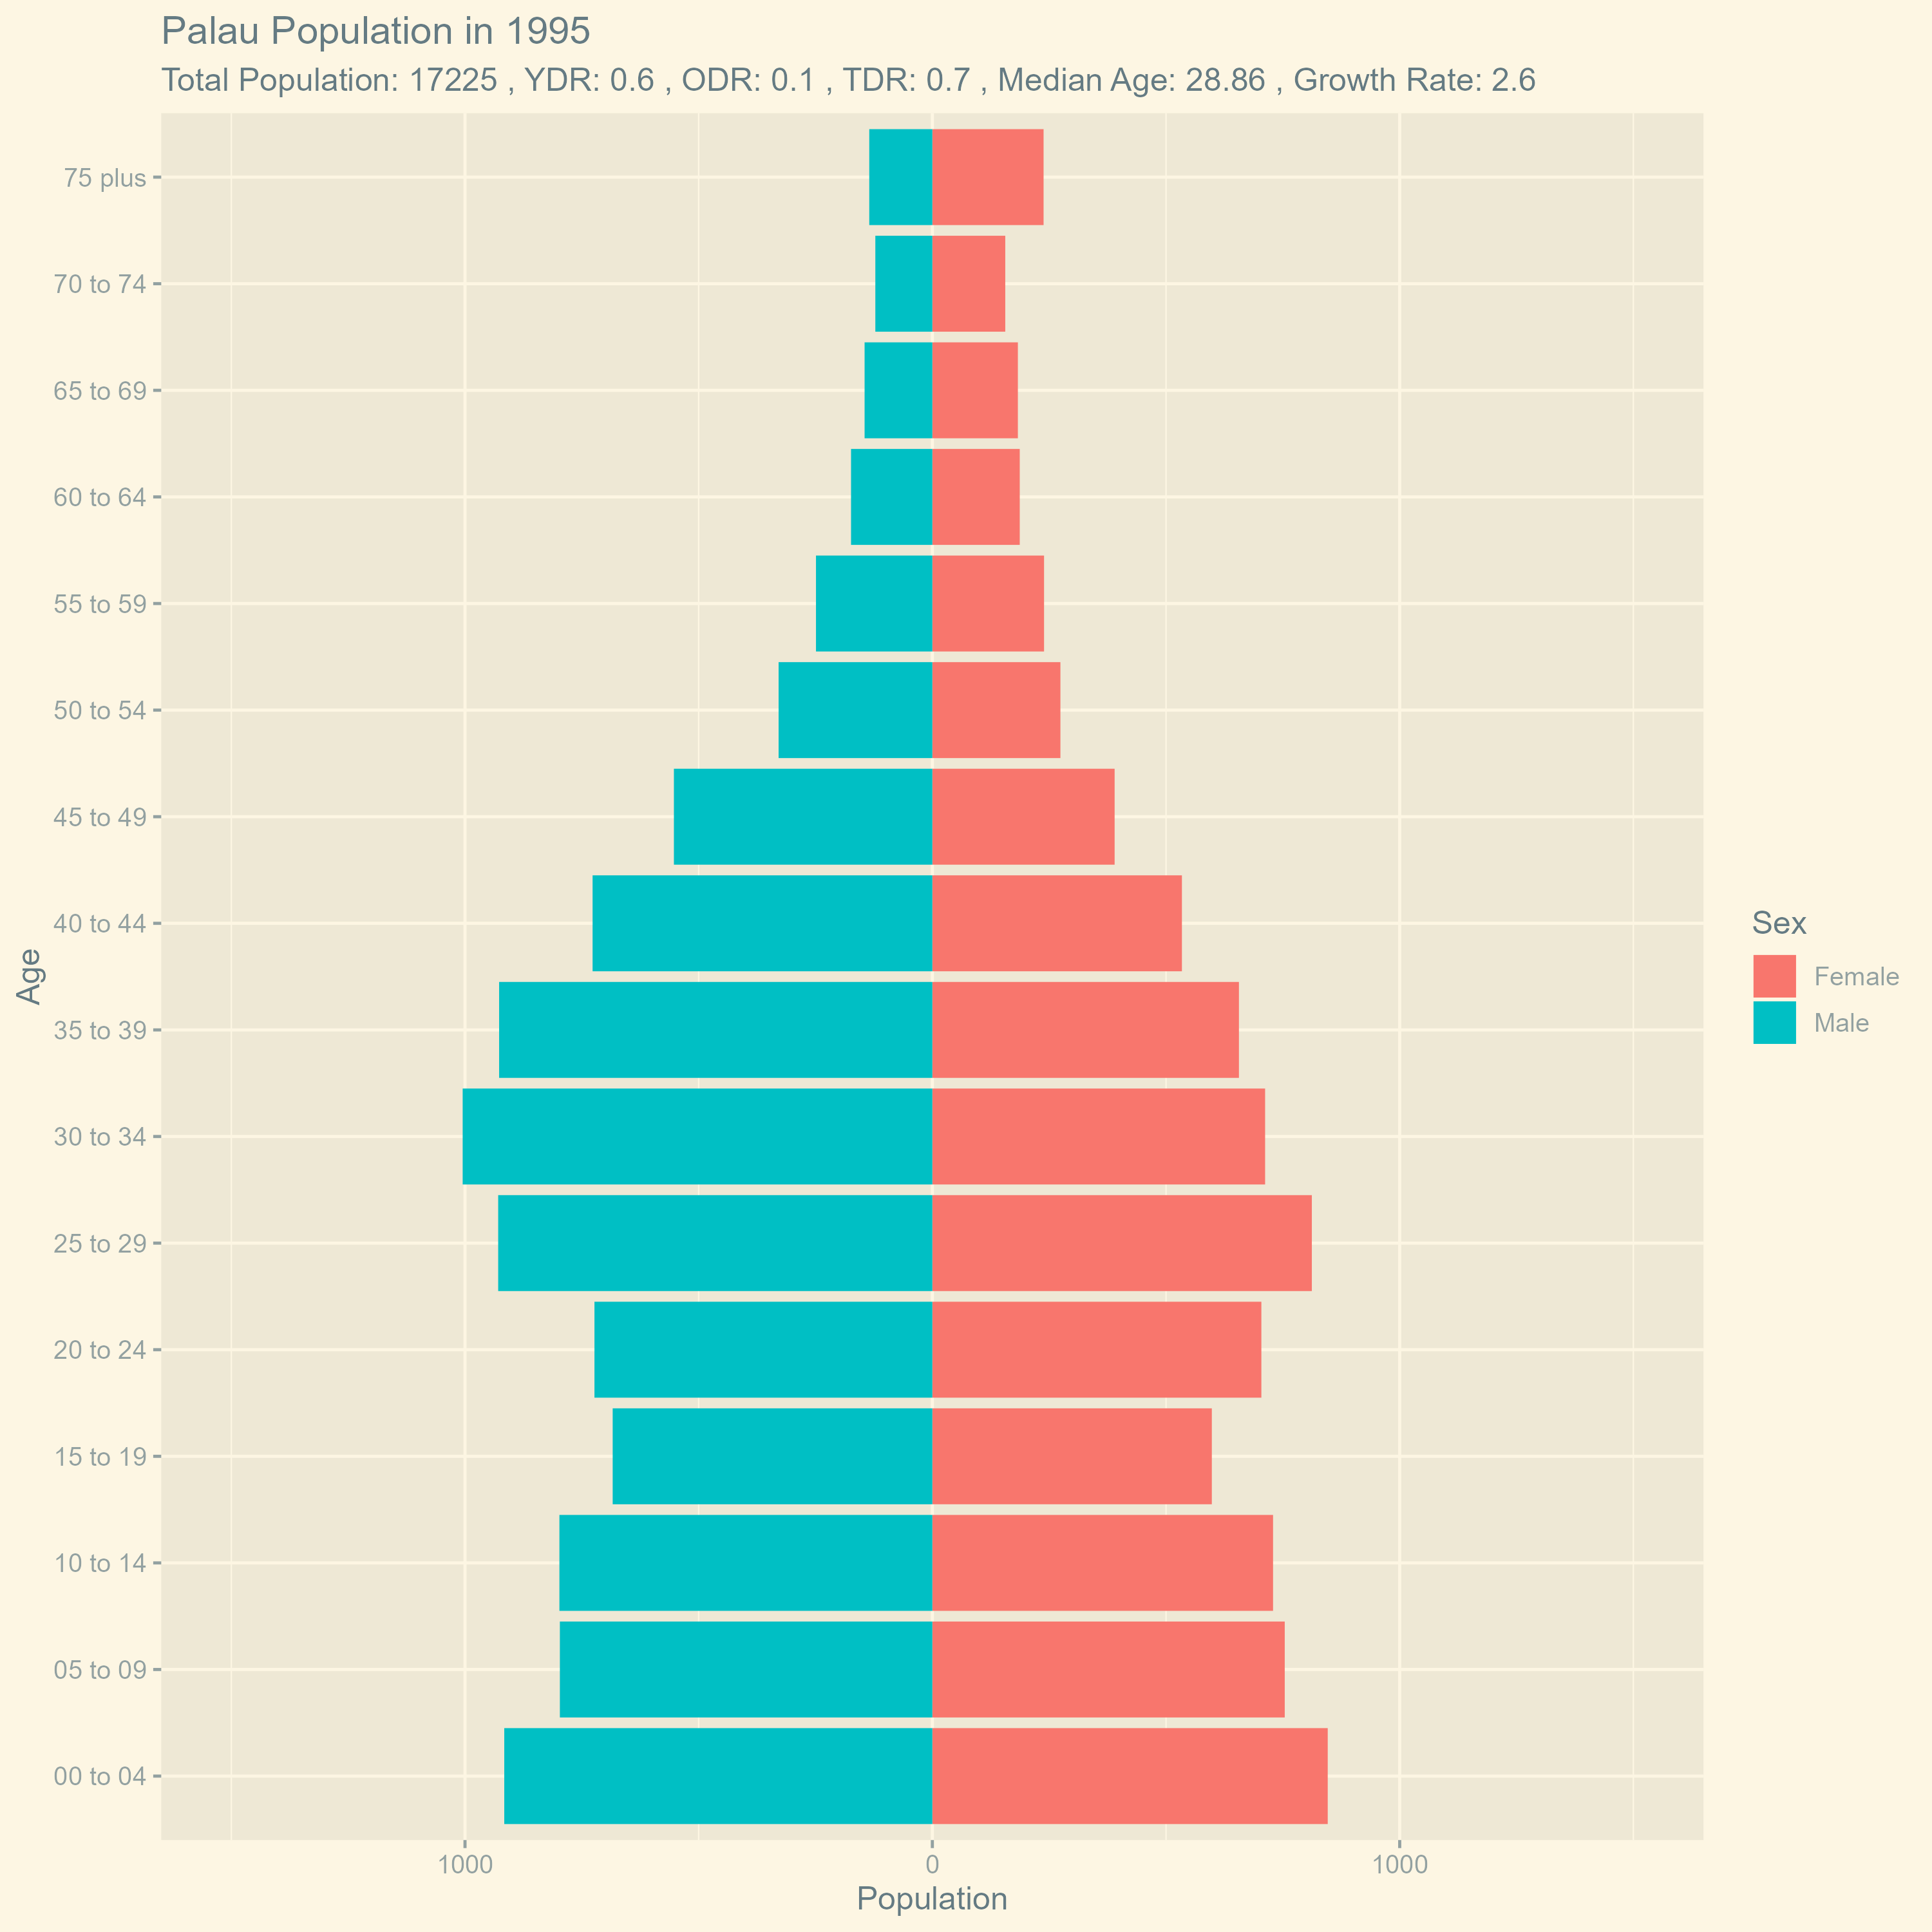 Palau Population in 1995
Total Population: 17225 , YDR: 0.6 , ODR: 0.1 , TDR: 0.7 , Median Age: 28.86 , Growth Rate: 2.6
75 plus
70 to 74
65 to 69
60 to 64
55 to 59
50 to 54
45 to 49
40 to 44
35 to 39
30 to 34
25 to 29
20 to 24
15 to 19
10 to 14
05 to 09
00 to 04
Age
1000 0 1000
Population
Sex
Female
Male